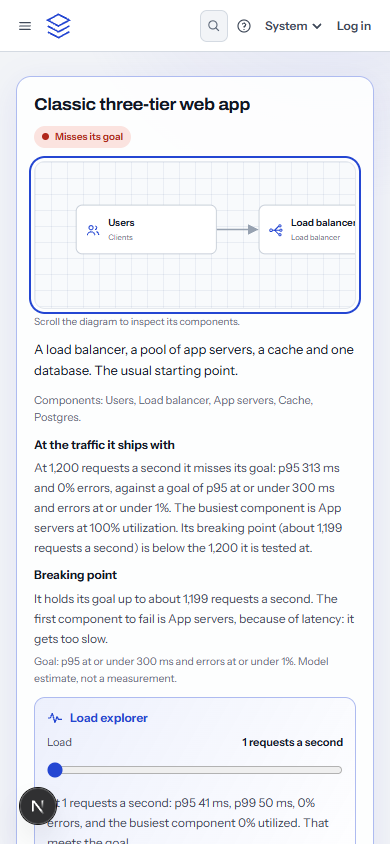 System
Log in
Classic three-tier web app
Misses its goal
Users
Clients
Load balancer
Load balancer
Scroll the diagram to inspect its components.
A load balancer, a pool of app servers, a cache and one
database. The usual starting point.
Components: Users, Load balancer, App servers, Cache,
Postgres.
At the traffic it ships with
At 1,200 requests a second it misses its goal: p95 313 ms
and 0% errors, against a goal of p95 at or under 300 ms
and errors at or under 1%. The busiest component is App
servers at 100% utilization. Its breaking point (about 1,199
requests a second) is below the 1,200 it is tested at.
Breaking point
It holds its goal up to about 1,199 requests a second. The
first component to fail is App servers, because of latency: it
gets too slow.
Goal: p95 at or under 300 ms and errors at or under 1%. Model
estimate, not a measurement.
Load explorer
Load
1 requests a second
At 1 requests a second: p95 41 ms, p99 50 ms, 0%
errors, and the busiest component 0% utilized. That
meets the goal.
N